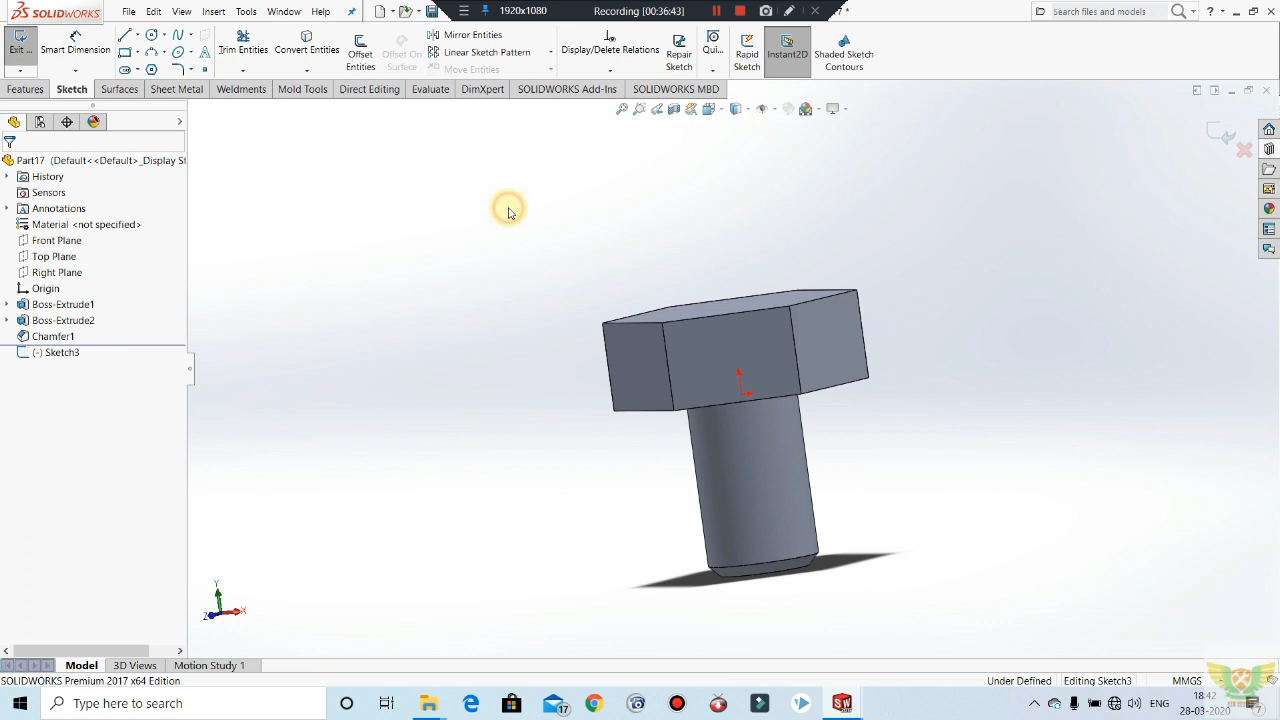 SOLIDWORKS
File Edit View Insert Tools Window Help
1920x1080 Recording [00:36:43]
Search files and models
Exit ... Smart Dimension Trim Entities Convert Entities Offset Entities Offset On Surface
Mirror Entities
Linear Sketch Pattern
Move Entities
Display/Delete Relations Repair Sketch Qui... Rapid Sketch Instant2D Shaded Sketch Contours
Features Sketch Surfaces Sheet Metal Weldments Mold Tools Direct Editing Evaluate DimXpert SOLIDWORKS Add-Ins SOLIDWORKS MBD
Part17 (Default<<Default>_Display St
History
Sensors
Annotations
Material <not specified>
Front Plane
Top Plane
Right Plane
Origin
Boss-Extrude1
Boss-Extrude2
Chamfer1
(-) Sketch3
Y
Z X
Model 3D Views Motion Study 1
SOLIDWORKS Premium 2017 x64 Edition Under Defined Editing Sketch3 MMGS
Type here to search 17 ENG 18:42
28-03-2020 7